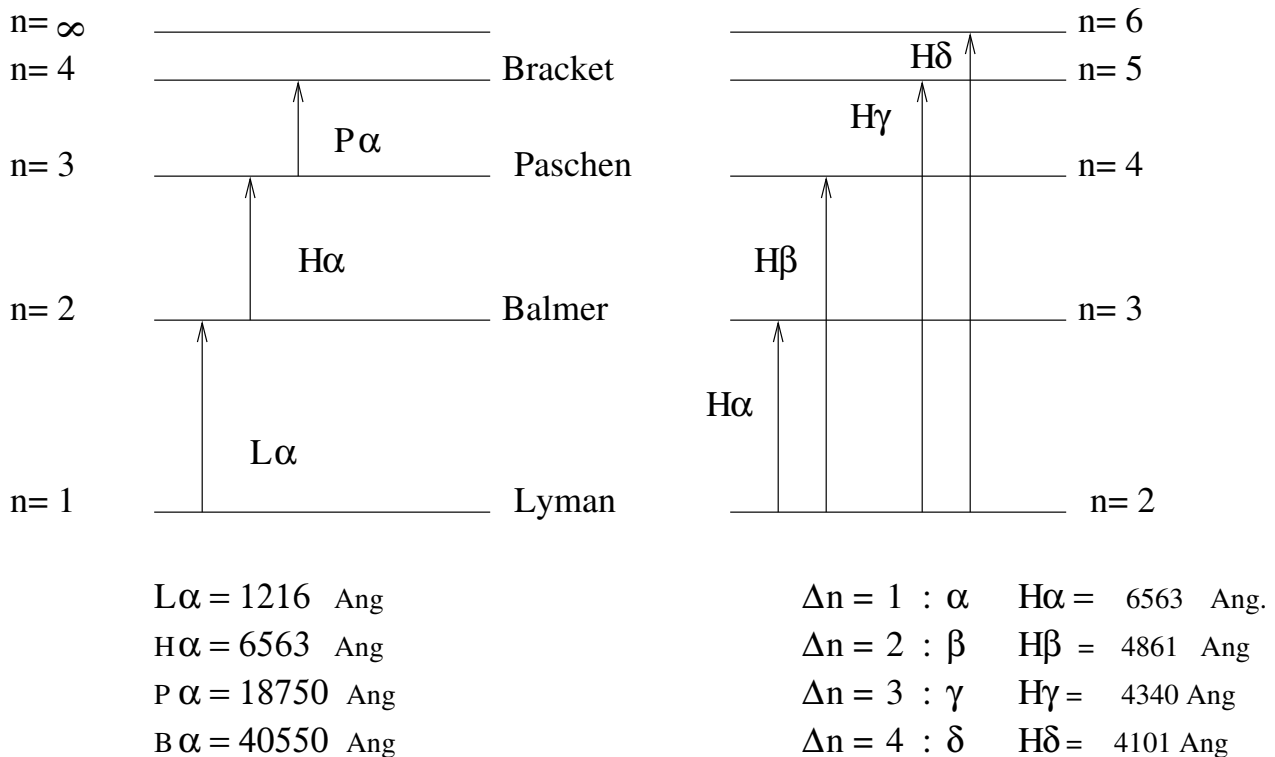 n= ∞
n= 4 Bracket
Pα
n= 3 Paschen
Hα
n= 2 Balmer
Lα
n= 1 Lyman
Lα = 1216 Ang
Hα = 6563 Ang
Pα = 18750 Ang
Bα = 40550 Ang
n= 6
Hδ
n= 5
Hγ
n= 4
Hβ
n= 3
Hα
n= 2
Δn = 1 : α Hα = 6563 Ang.
Δn = 2 : β Hβ = 4861 Ang
Δn = 3 : γ Hγ = 4340 Ang
Δn = 4 : δ Hδ = 4101 Ang